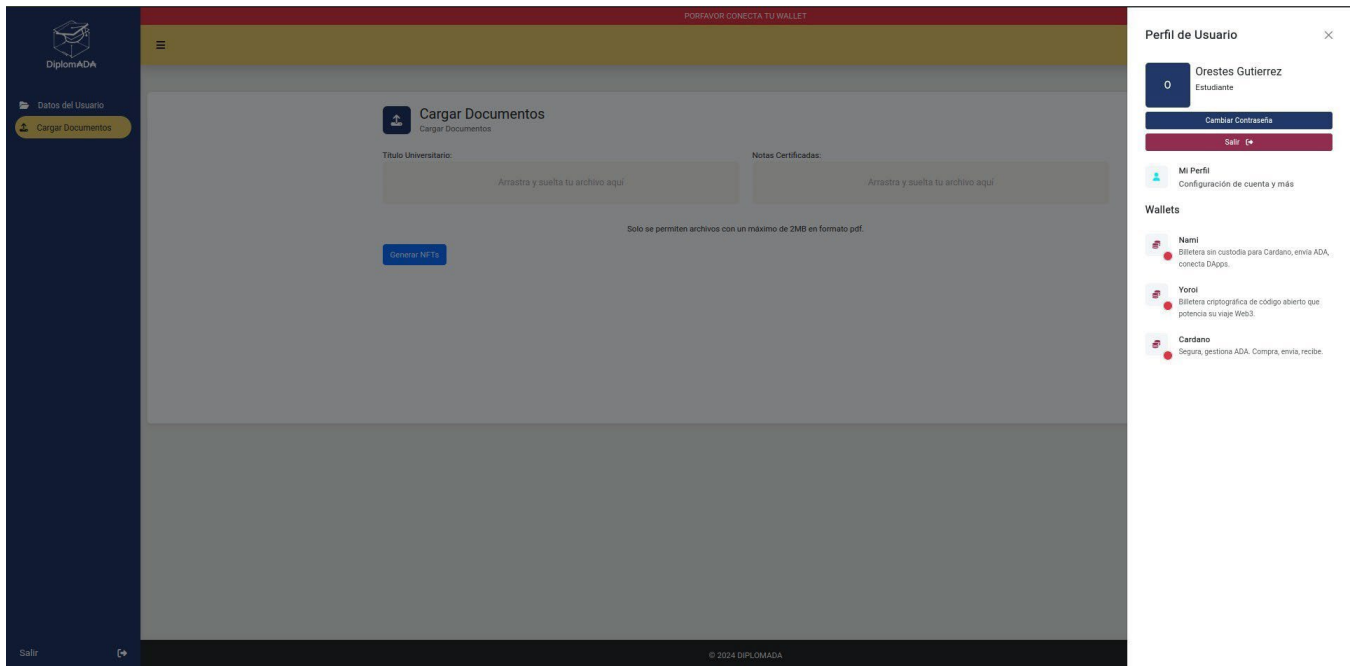 DiplomADA
Datos del Usuario
Cargar Documentos
Salir
PORFAVOR CONECTA TU WALLET
Cargar Documentos
Cargar Documentos
Titulo Universitario:
Notas Certificadas:
Arrastra y suelta tu archivo aquí
Arrastra y suelta tu archivo aquí
Solo se permiten archivos con un máximo de 2MB en formato pdf.
Generar NFTs
© 2024 DIPLOMADA
Perfil de Usuario
O
Orestes Gutierrez
Estudiante
Cambiar Contraseña
Salir
Mi Perfil
Configuración de cuenta y más
Wallets
Nami
Billetera sin custodia para Cardano, envía ADA,
conecta DApps.
Yoroi
Billetera criptográfica de código abierto que
potencia su viaje Web3.
Cardano
Segura, gestiona ADA. Compra, envía, recibe.